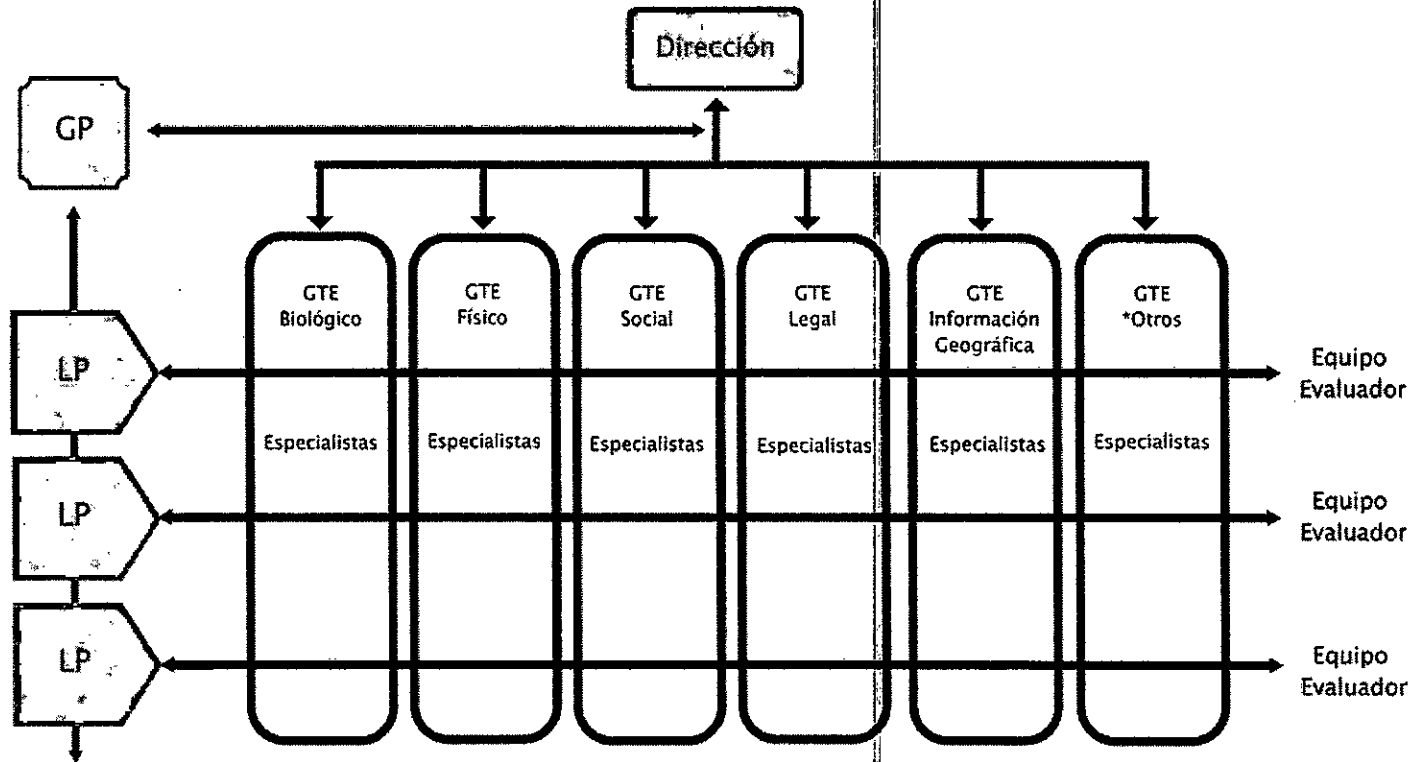 Dirección
GP
GTE
Biológico
GTE
Físico
GTE
Social
GTE
Legal
GTE
Información
Geográfica
GTE
*Otros
LP
Equipo
Evaluador
Especialistas
Especialistas
Especialistas
Especialistas
Especialistas
Especialistas
LP
Equipo
Evaluador
LP
Equipo
Evaluador